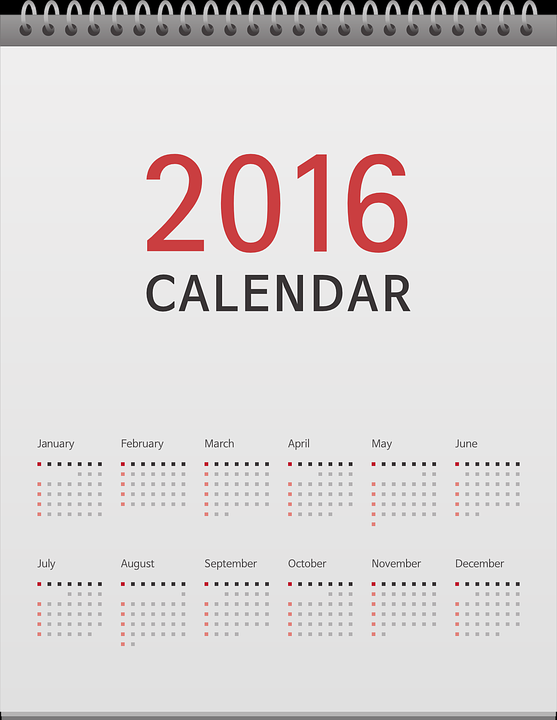 2016
CALENDAR
January February March April May June
July August September October November December